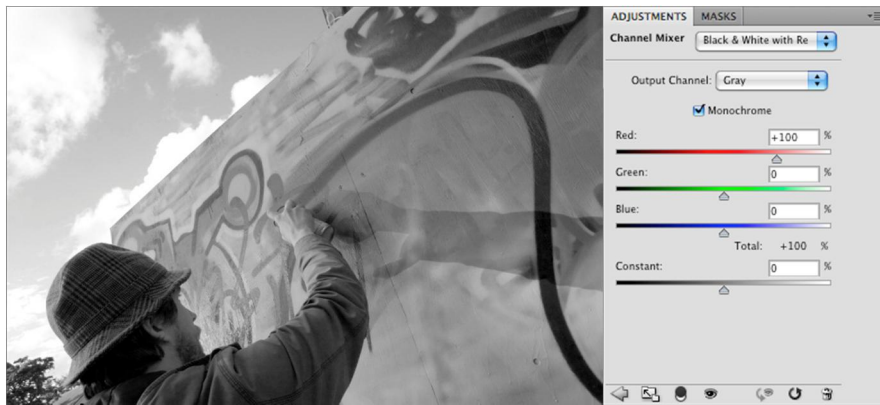 ADJUSTMENTS MASKS
Channel Mixer Black & White with Re
Output Channel: Gray
Monochrome
Red: +100 %
Green: 0 %
Blue: 0 %
Total: +100 %
Constant: 0 %